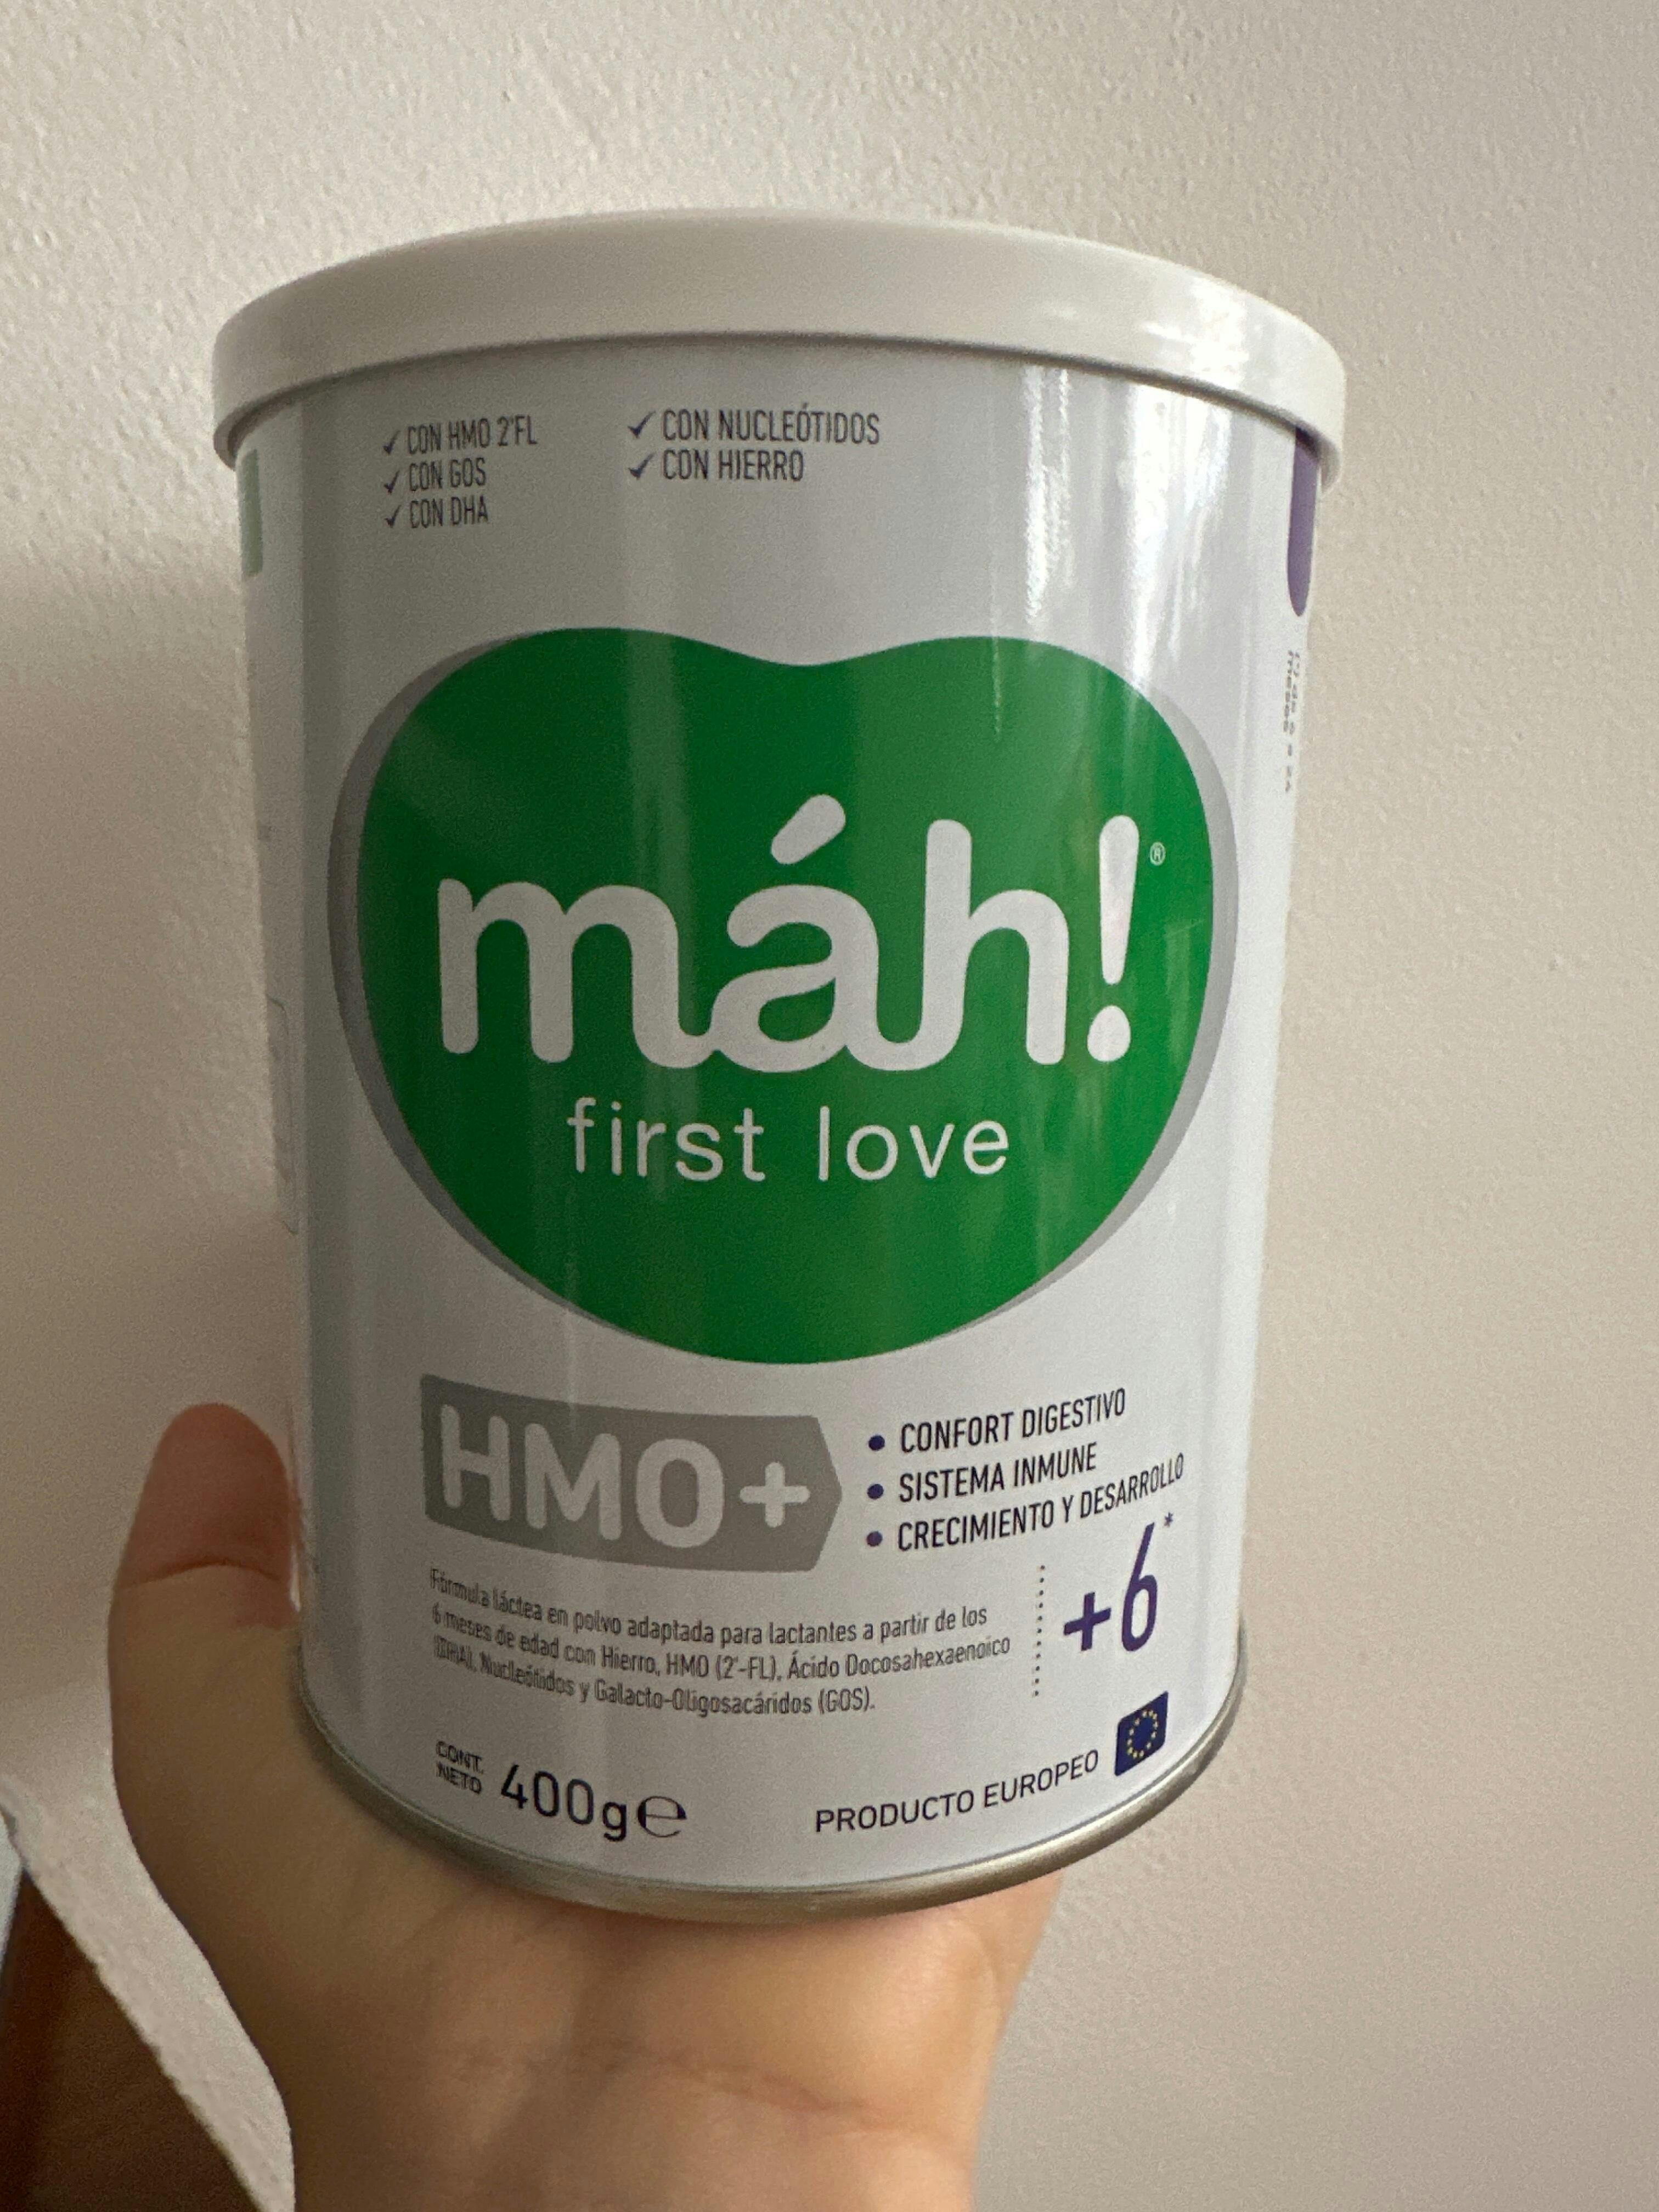 ✓ CON HMO 2'FL
✓ CON GOS
✓ CON DHA
✓ CON NUCLEÓTIDOS
✓ CON HIERRO
máh!®
first love
HMO+
• CONFORT DIGESTIVO
• SISTEMA INMUNE
• CRECIMIENTO Y DESARROLLO
Fórmula láctea en polvo adaptada para lactantes a partir de los
6 meses de edad con Hierro, HMO (2'-FL), Ácido Docosahexaenoico
(DHA), Nucleótidos y Galacto-Oligosacáridos (GOS).
+6*
CONT.
NETO
400g℮
PRODUCTO EUROPEO